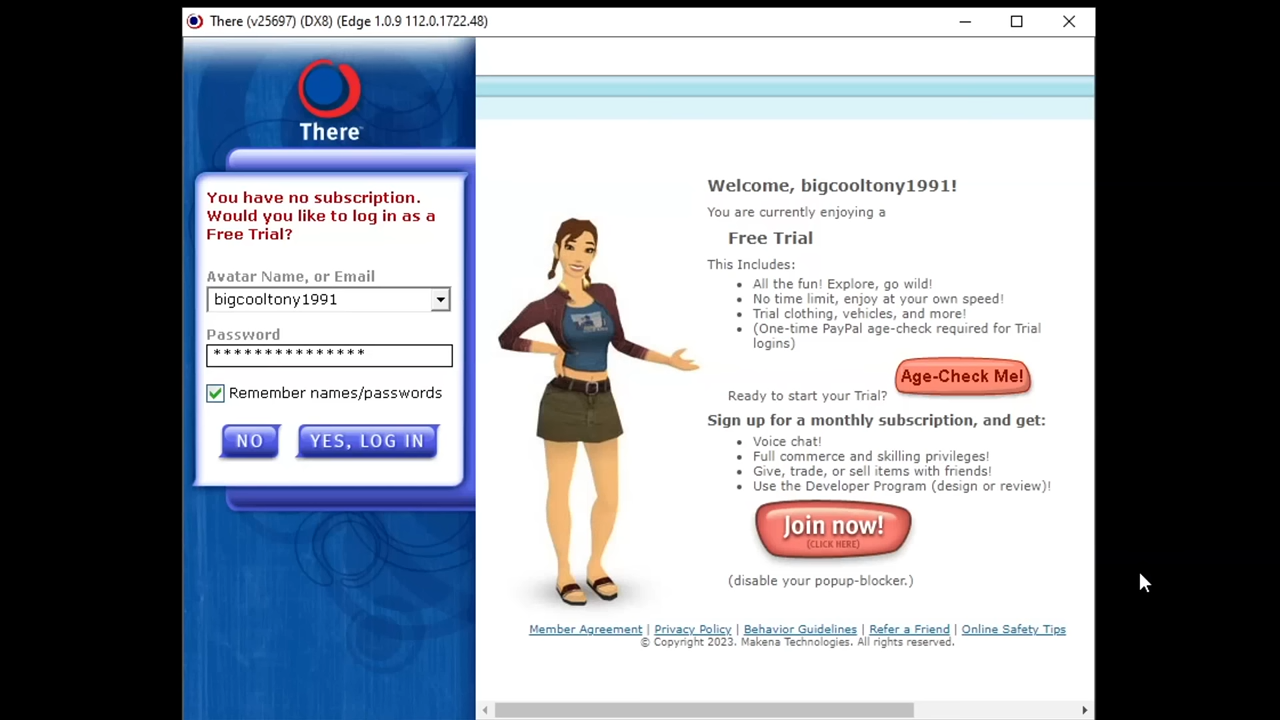 There (v25697) (DX8) (Edge 1.0.9 112.0.1722.48)
There
You have no subscription.
Would you like to log in as a
Free Trial?
Avatar Name, or Email
bigcooltony1991
Password
***************
Remember names/passwords
NO
YES, LOG IN
Welcome, bigcooltony1991!
You are currently enjoying a
Free Trial
This Includes:
• All the fun! Explore, go wild!
• No time limit, enjoy at your own speed!
• Trial clothing, vehicles, and more!
• (One-time PayPal age-check required for Trial
logins)
Ready to start your Trial?
Age-Check Me!
Sign up for a monthly subscription, and get:
• Voice chat!
• Full commerce and skilling privileges!
• Give, trade, or sell items with friends!
• Use the Developer Program (design or review)!
Join now!
(CLICK HERE)
(disable your popup-blocker.)
Member Agreement | Privacy Policy | Behavior Guidelines | Refer a Friend | Online Safety Tips
© Copyright 2023. Makena Technologies. All rights reserved.